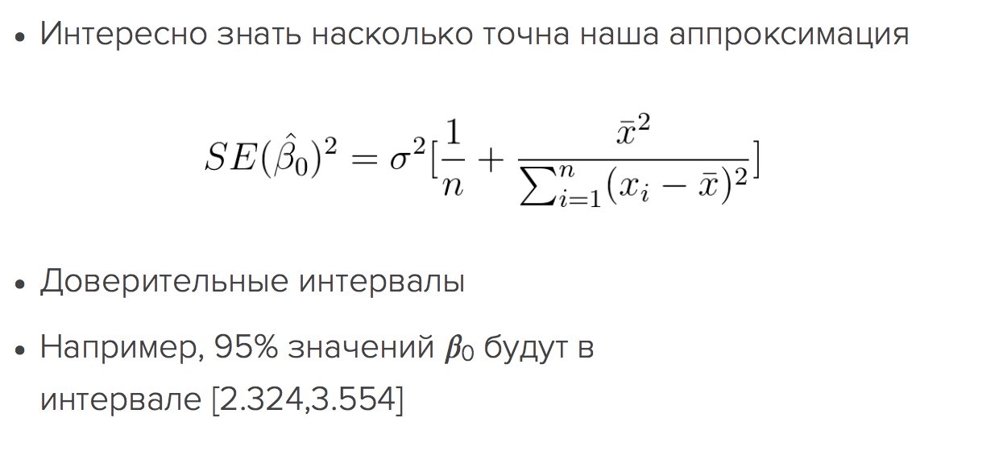 • Интересно знать насколько точна наша аппроксимация
$SE(\hat{\beta}_0)^2 = \sigma^2[\frac{1}{n} + \frac{\bar{x}^2}{\sum_{i=1}^{n}(x_i - \bar{x})^2}]$
• Доверительные интервалы
• Например, 95% значений β₀ будут в
интервале [2.324,3.554]